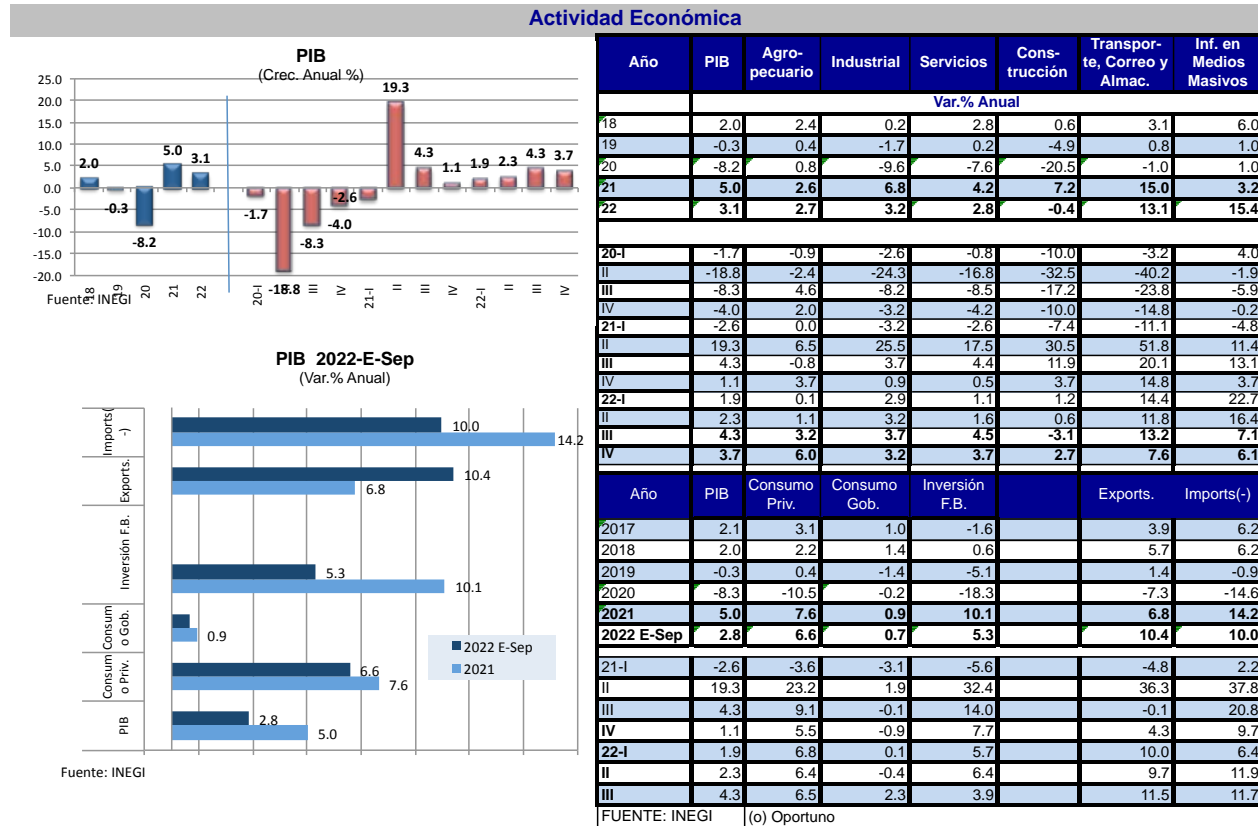 Actividad Económica
PIB
(Crec. Anual %)
25.0
20.0
15.0
10.0
5.0
0.0
-5.0
-10.0
-15.0
-20.0
2.0
-0.3
-8.2
5.0
3.1
-1.7
-18.8
-8.3
-4.0
-2.6
19.3
4.3
1.1
1.9
2.3
4.3
3.7
18 19 20 21 22 20-I II III IV 21-I II III IV 22-I II III IV
Fuente: INEGI
PIB 2022-E-Sep
(Var.% Anual)
Imports(-)
10.0
14.2
Exports.
10.4
6.8
Inversión F.B.
5.3
10.1
Consumo Gob.
0.9
Consumo Priv.
6.6
7.6
PIB
2.8
5.0
2022 E-Sep
2021
Fuente: INEGI
Año PIB Agro-pecuario Industrial Servicios Cons-trucción Transpor-te, Correo y Almac. Inf. en Medios Masivos
Var.% Anual
18 2.0 2.4 0.2 2.8 0.6 3.1 6.0
19 -0.3 0.4 -1.7 0.2 -4.9 0.8 1.0
20 -8.2 0.8 -9.6 -7.6 -20.5 -1.0 1.0
21 5.0 2.6 6.8 4.2 7.2 15.0 3.2
22 3.1 2.7 3.2 2.8 -0.4 13.1 15.4
20-I -1.7 -0.9 -2.6 -0.8 -10.0 -3.2 4.0
II -18.8 -2.4 -24.3 -16.8 -32.5 -40.2 -1.9
III -8.3 4.6 -8.2 -8.5 -17.2 -23.8 -5.9
IV -4.0 2.0 -3.2 -4.2 -10.0 -14.8 -0.2
21-I -2.6 0.0 -3.2 -2.6 -7.4 -11.1 -4.8
II 19.3 6.5 25.5 17.5 30.5 51.8 11.4
III 4.3 -0.8 3.7 4.4 11.9 20.1 13.1
IV 1.1 3.7 0.9 0.5 3.7 14.8 3.7
22-I 1.9 0.1 2.9 1.1 1.2 14.4 22.7
II 2.3 1.1 3.2 1.6 0.6 11.8 16.4
III 4.3 3.2 3.7 4.5 -3.1 13.2 7.1
IV 3.7 6.0 3.2 3.7 2.7 7.6 6.1
Año PIB Consumo Priv. Consumo Gob. Inversión F.B. Exports. Imports(-)
2017 2.1 3.1 1.0 -1.6 3.9 6.2
2018 2.0 2.2 1.4 0.6 5.7 6.2
2019 -0.3 0.4 -1.4 -5.1 1.4 -0.9
2020 -8.3 -10.5 -0.2 -18.3 -7.3 -14.6
2021 5.0 7.6 0.9 10.1 6.8 14.2
2022 E-Sep 2.8 6.6 0.7 5.3 10.4 10.0
21-I -2.6 -3.6 -3.1 -5.6 -4.8 2.2
II 19.3 23.2 1.9 32.4 36.3 37.8
III 4.3 9.1 -0.1 14.0 -0.1 20.8
IV 1.1 5.5 -0.9 7.7 4.3 9.7
22-I 1.9 6.8 0.1 5.7 10.0 6.4
II 2.3 6.4 -0.4 6.4 9.7 11.9
III 4.3 6.5 2.3 3.9 11.5 11.7
FUENTE: INEGI (o) Oportuno